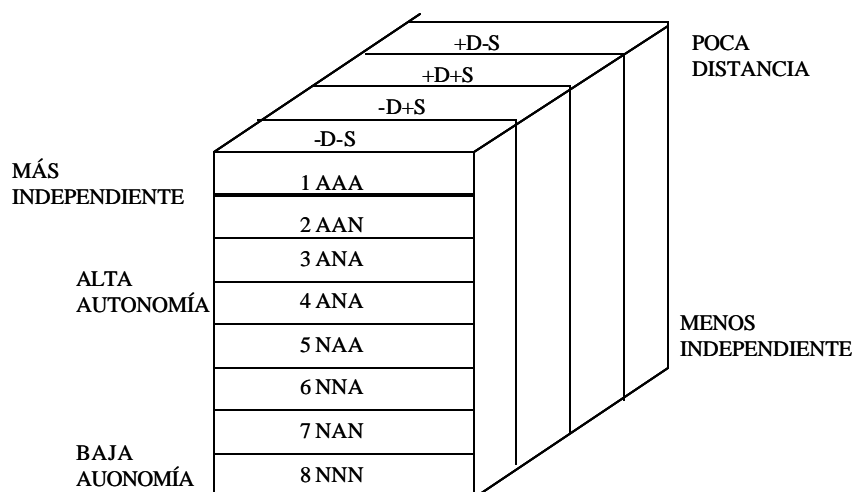 +D-S
POCA
DISTANCIA
+D+S
-D+S
-D-S
MÁS
INDEPENDIENTE
1 AAA
2 AAN
3 ANA
ALTA
AUTONOMÍA
4 ANA
MENOS
INDEPENDIENTE
5 NAA
6 NNA
7 NAN
BAJA
AUONOMÍA
8 NNN